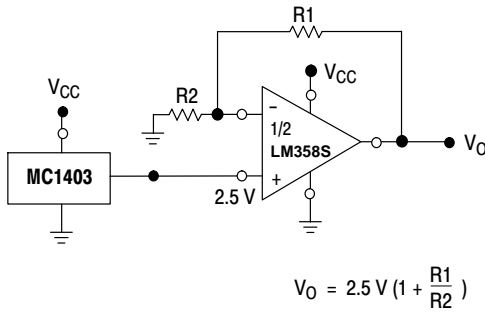 R1
VCC
R2
VCC
−
1/2
LM358S
VO
MC1403
+
2.5 V
VO = 2.5 V (1 + R1/R2)